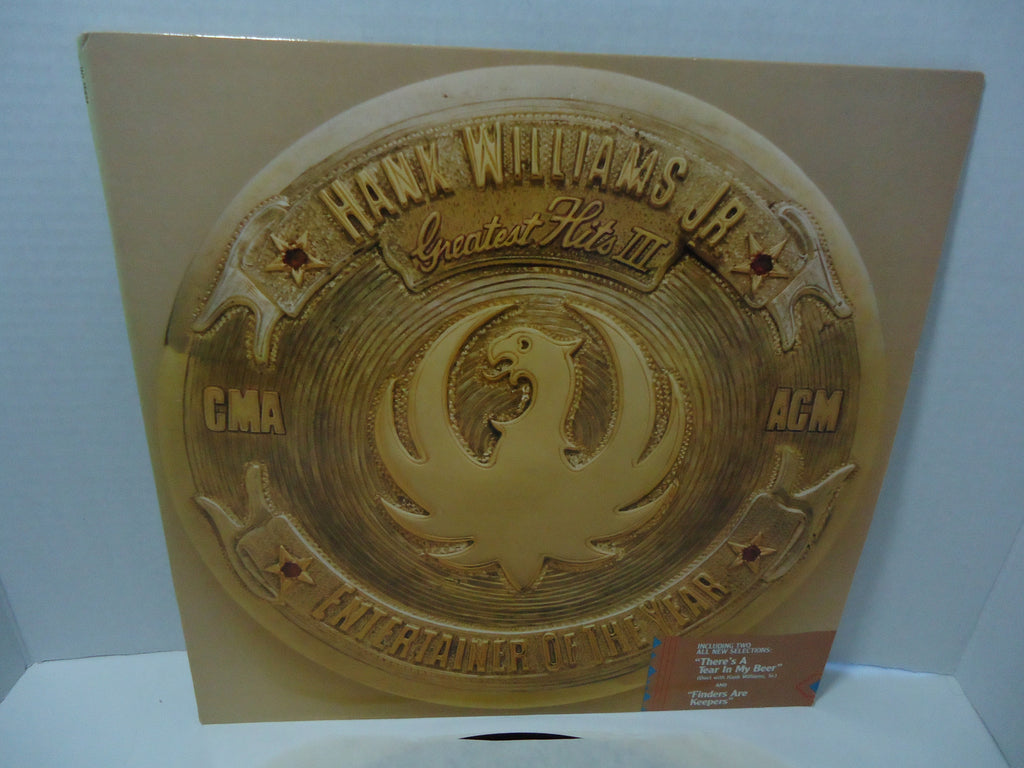 HANK WILLIAMS JR
Greatest Hits III
CMA
ACM
ENTERTAINER OF THE YEAR
INCLUDING TWO
ALL NEW SELECTIONS:
"There's A
Tear In My Beer"
(Duet with Hank Williams, Sr.)
AND
"Finders Are
Keepers"